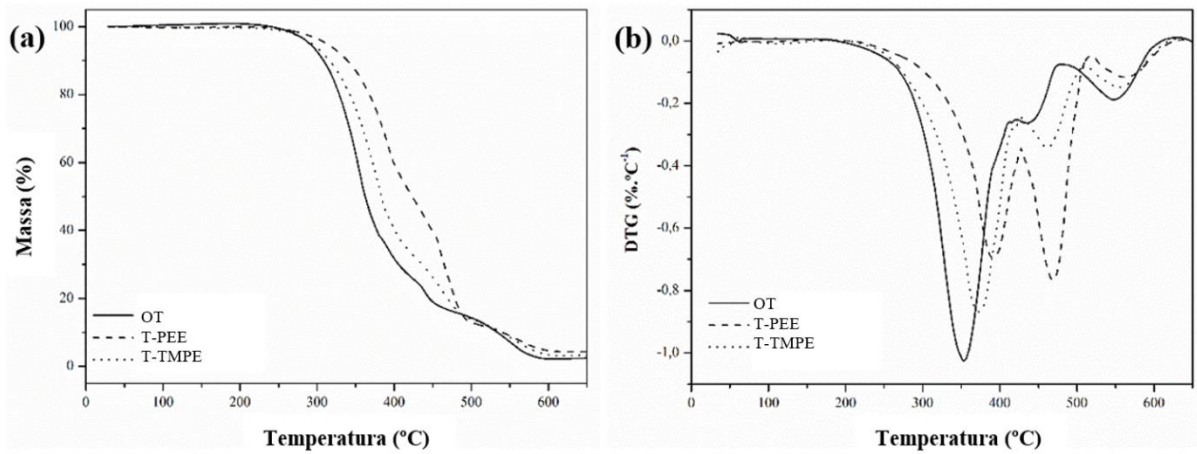 (a)
Massa (%)
100
80
60
40
20
0
OT
T-PEE
T-TMPE
0 100 200 300 400 500 600
Temperatura (ºC)
(b)
DTG (%.ºC⁻¹)
0,0
-0,2
-0,4
-0,6
-0,8
-1,0
OT
T-PEE
T-TMPE
0 100 200 300 400 500 600
Temperatura (ºC)